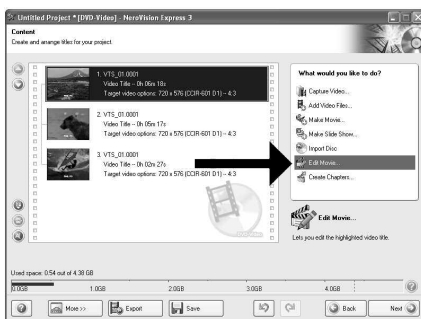 Untitled Project *[DVD-Video] - NeroVision Express 3
Content
Create and arrange titles for your project.
1. VTS_01.0001
Video Title -- 0h 06m 18s
Target video options: 720 x 576 (CCIR-601 D1) -- 4:3
2. VTS_01.0001
Video Title -- 0h 05m 17s
Target video options: 720 x 576 (CCIR-601 D1) -- 4:3
3. VTS_01.0001
Video Title -- 0h 02m 27s
Target video options: 720 x 576 (CCIR-601 D1) -- 4:3
What would you like to do?
Capture Video...
Add Video Files...
Make Movie...
Make Slide Show...
Import Disc
Edit Movie...
Create Chapters...
Edit Movie...
Lets you edit the highlighted video title.
Used space: 0.54 out of 4.38 GB
0.0GB 1.0GB 2.0GB 3.0GB 4.0GB
More >> Export Save Back Next